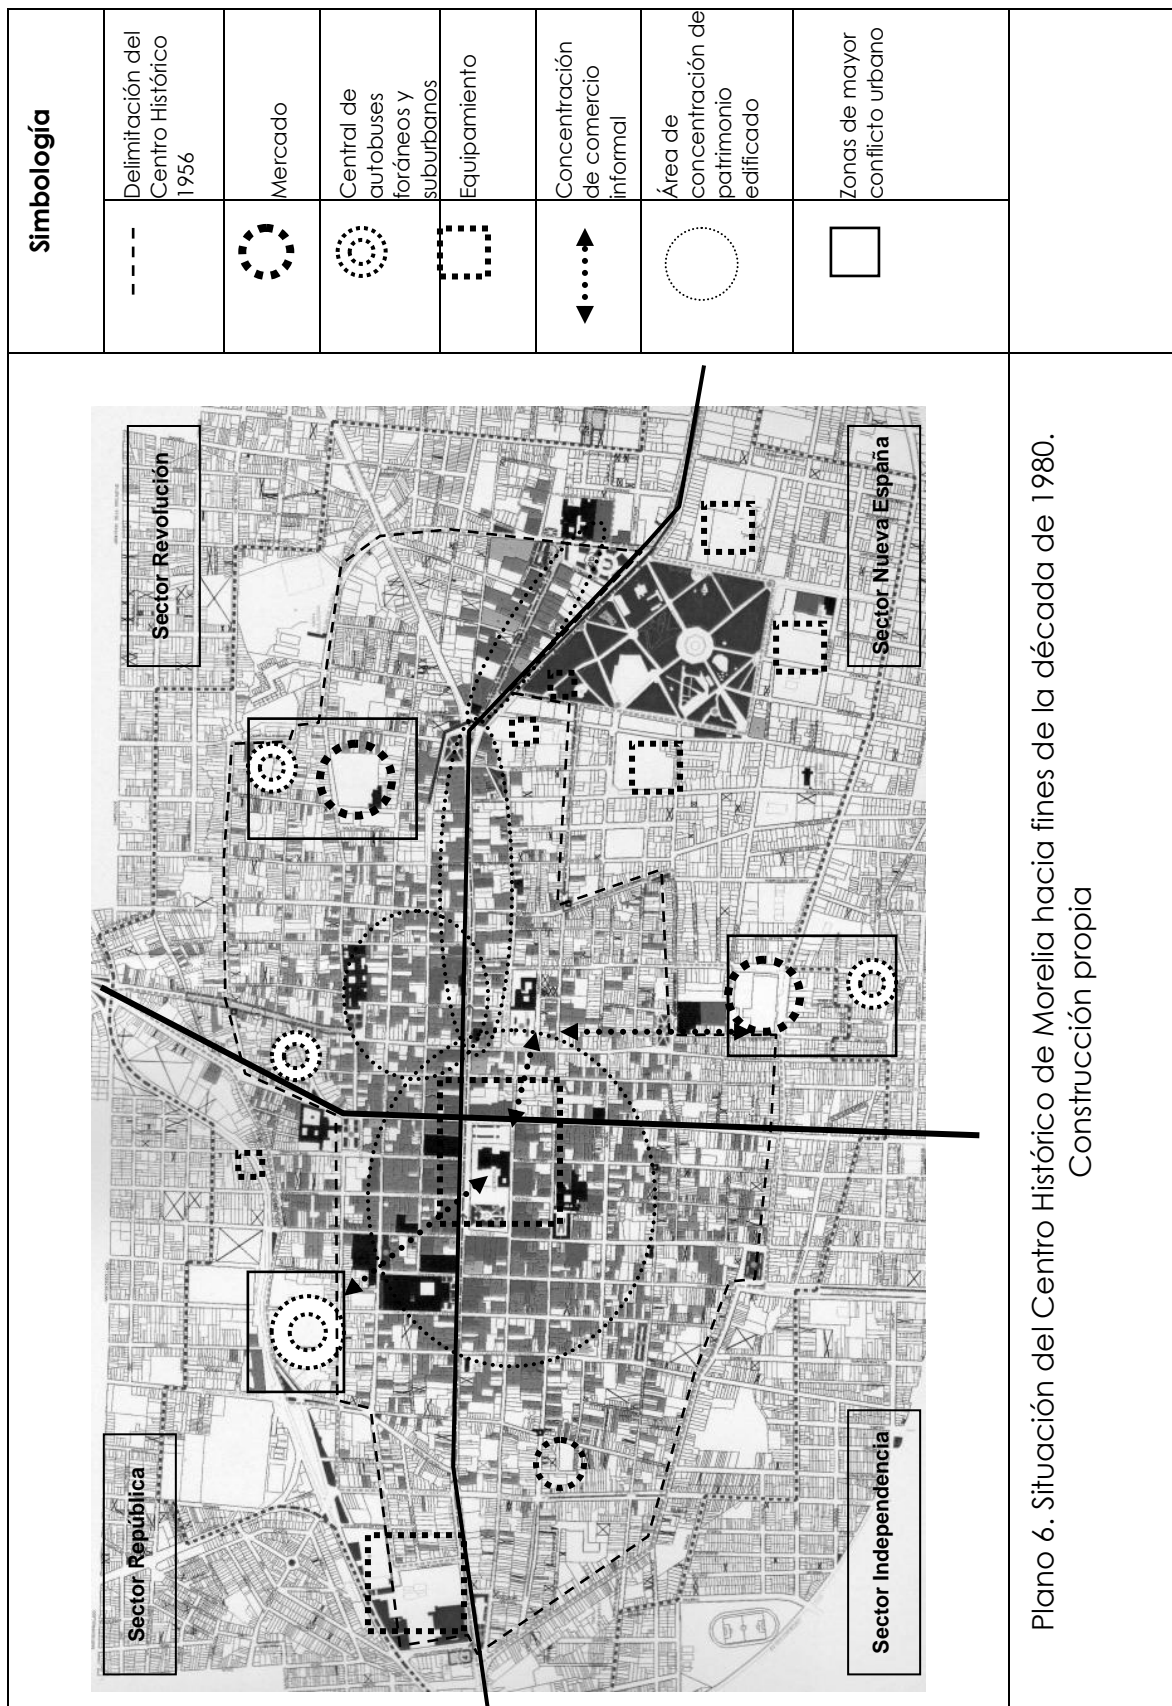 Simbología
Delimitación del
Centro Histórico
1956
Mercado
Central de
autobuses
foráneos y
suburbanos
Equipamiento
Concentración
de comercio
informal
Área de
concentración de
patrimonio
edificado
Zonas de mayor
conflicto urbano
Sector República
Sector Revolución
Sector Independencia
Sector Nueva España
Plano 6. Situación del Centro Histórico de Morelia hacia fines de la década de 1980.
Construcción propia